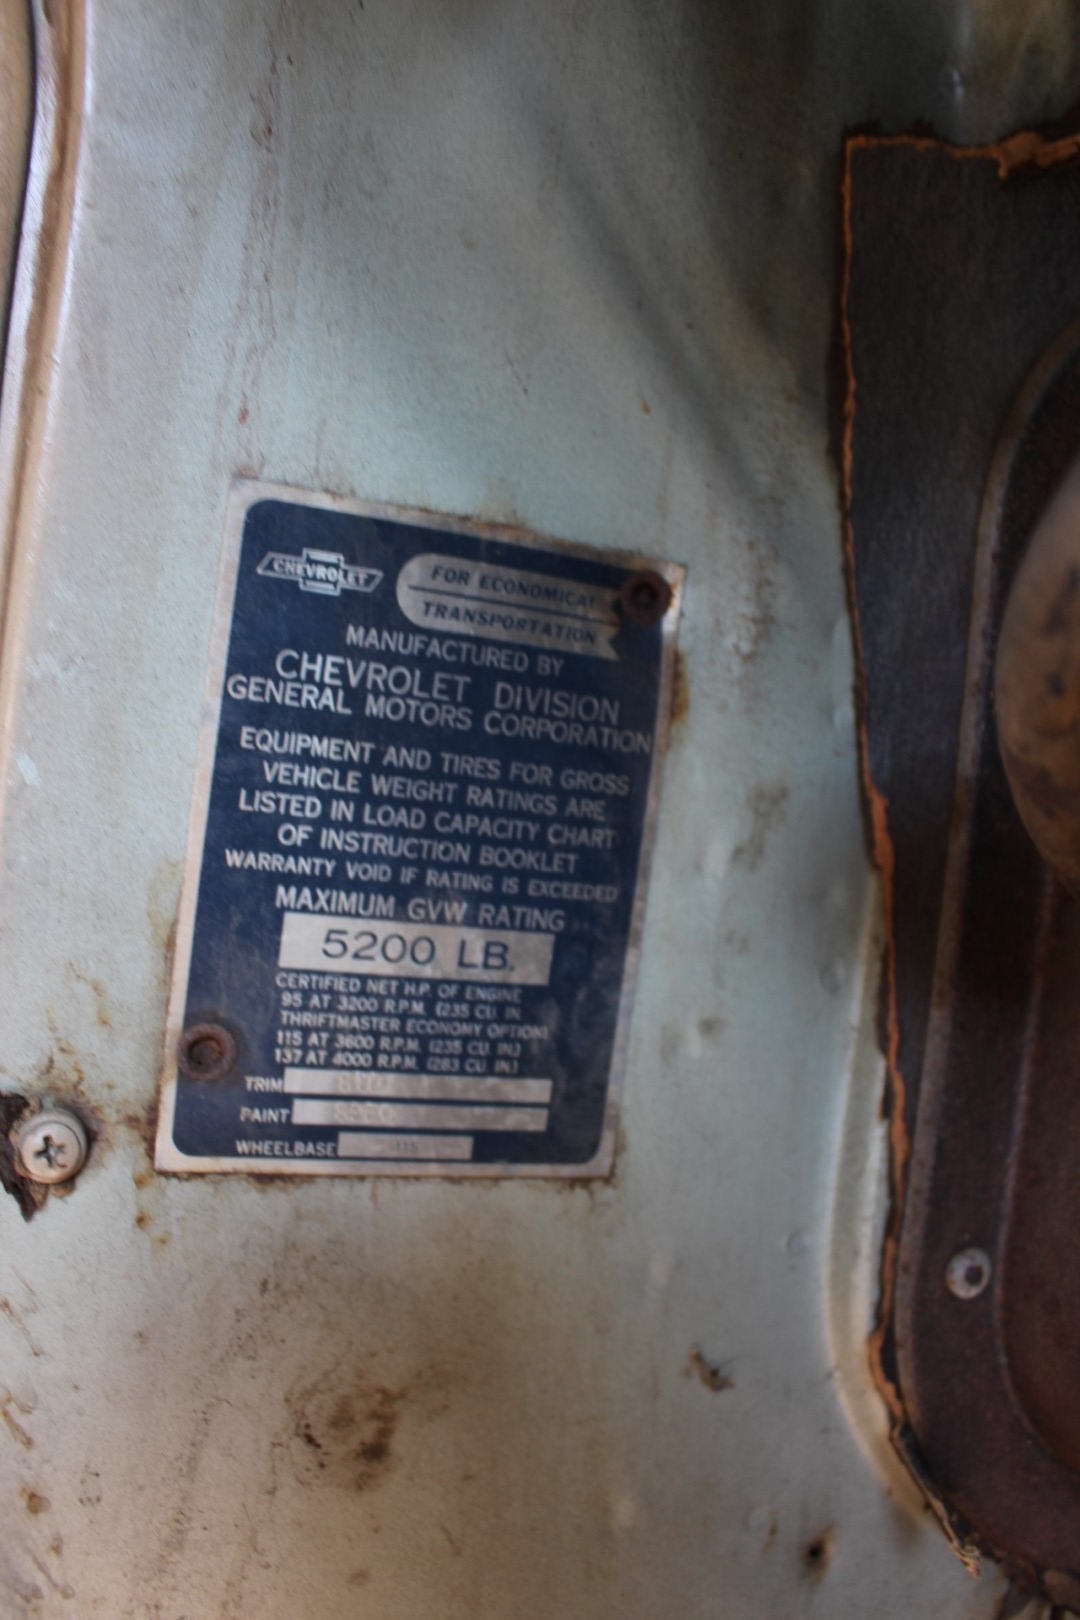 CHEVROLET
FOR ECONOMICAL
TRANSPORTATION
MANUFACTURED BY
CHEVROLET DIVISION
GENERAL MOTORS CORPORATION
EQUIPMENT AND TIRES FOR GROSS
VEHICLE WEIGHT RATINGS ARE
LISTED IN LOAD CAPACITY CHART
OF INSTRUCTION BOOKLET
WARRANTY VOID IF RATING IS EXCEEDED
MAXIMUM GVW RATING
5200 LB.
CERTIFIED NET H.P. OF ENGINE
95 AT 3200 R.P.M. (235 CU. IN.
THRIFTMASTER ECONOMY OPTION)
115 AT 3600 R.P.M. (235 CU. IN.)
137 AT 4000 R.P.M. (283 CU. IN.)
TRIM
PAINT
WHEELBASE 115